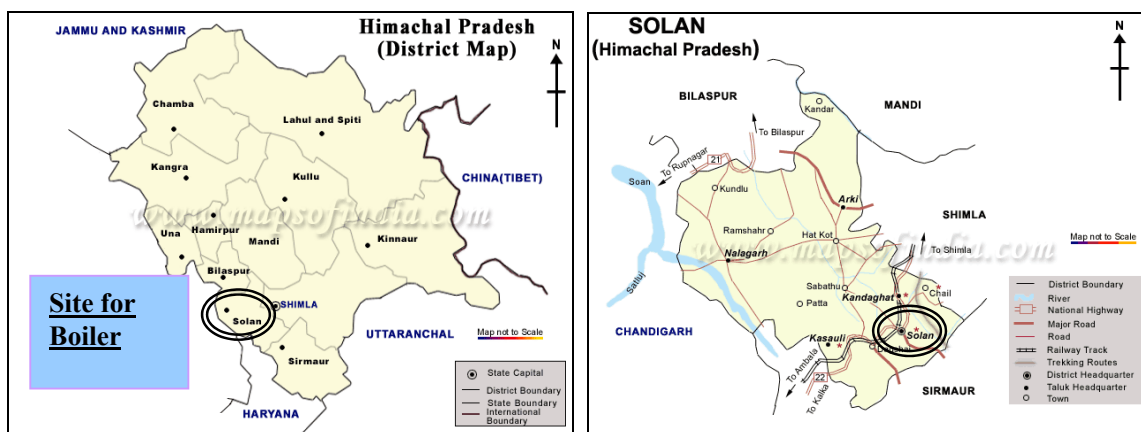 Himachal Pradesh
(District Map)
JAMMU AND KASHMIR
N
Chamba
Lahul and Spiti
Kangra
Kullu
CHINA(TIBET)
www.mapsofindia.com
Hamirpur
Una
Mandi
Kinnaur
Bilaspur
SHIMLA
Solan
UTTARANCHAL
Map not to Scale
Sirmaur
HARYANA
Site for
Boiler
State Capital
District Boundary
State Boundary
International
Boundary
SOLAN
(Himachal Pradesh)
N
BILASPUR
MANDI
Kandar
To Bilaspur
To Rupnagar
21
Soan
Kundlu
Arki
SHIMLA
Ramshahr
Hat Kot
Map not to Scale
www.mapsofindia.com
To Shimla
Nalagarh
Satluj
Sabathu
Chail
Kandaghat
Patta
CHANDIGARH
Solan
Kasauli
Dagshai
To Ambala
22
To Kalka
SIRMAUR
District Boundary
River
National Highway
Major Road
Road
Railway Track
Trekking Routes
District Headquarter
Taluk Headquarter
Town